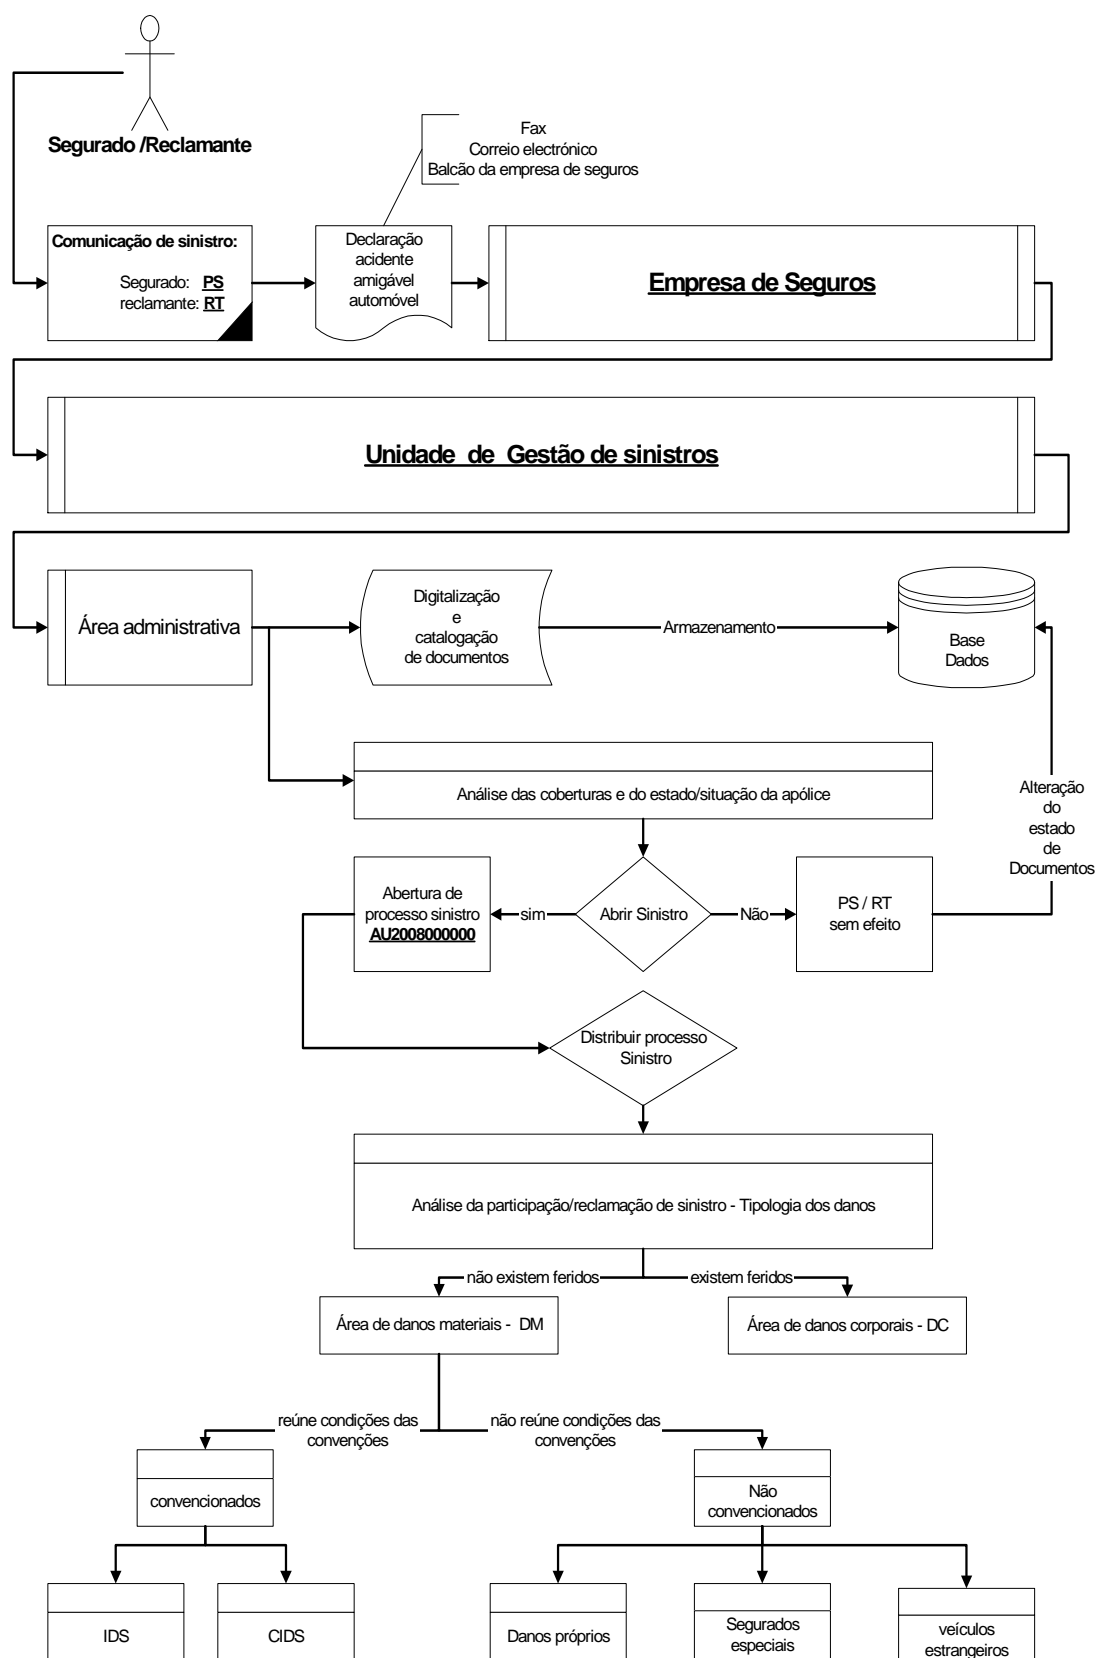 Segurado /Reclamante
Fax
Correio electrónico
Balcão da empresa de seguros
Comunicação de sinistro:
Segurado: PS
reclamante: RT
Declaração
acidente
amigável
automóvel
Empresa de Seguros
Unidade de Gestão de sinistros
Área administrativa
Digitalização
e
catalogação
de documentos
Armazenamento
Base
Dados
Análise das coberturas e do estado/situação da apólice
Alteração
do
estado
de
Documentos
Abertura de
processo sinistro
AU2008000000
sim
Abrir Sinistro
Não
PS / RT
sem efeito
Distribuir processo
Sinistro
Análise da participação/reclamação de sinistro - Tipologia dos danos
não existem feridos
existem feridos
Área de danos materiais - DM
Área de danos corporais - DC
reúne condições das
convenções
não reúne condições das
convenções
convencionados
Não
convencionados
IDS
CIDS
Danos próprios
Segurados
especiais
veículos
estrangeiros